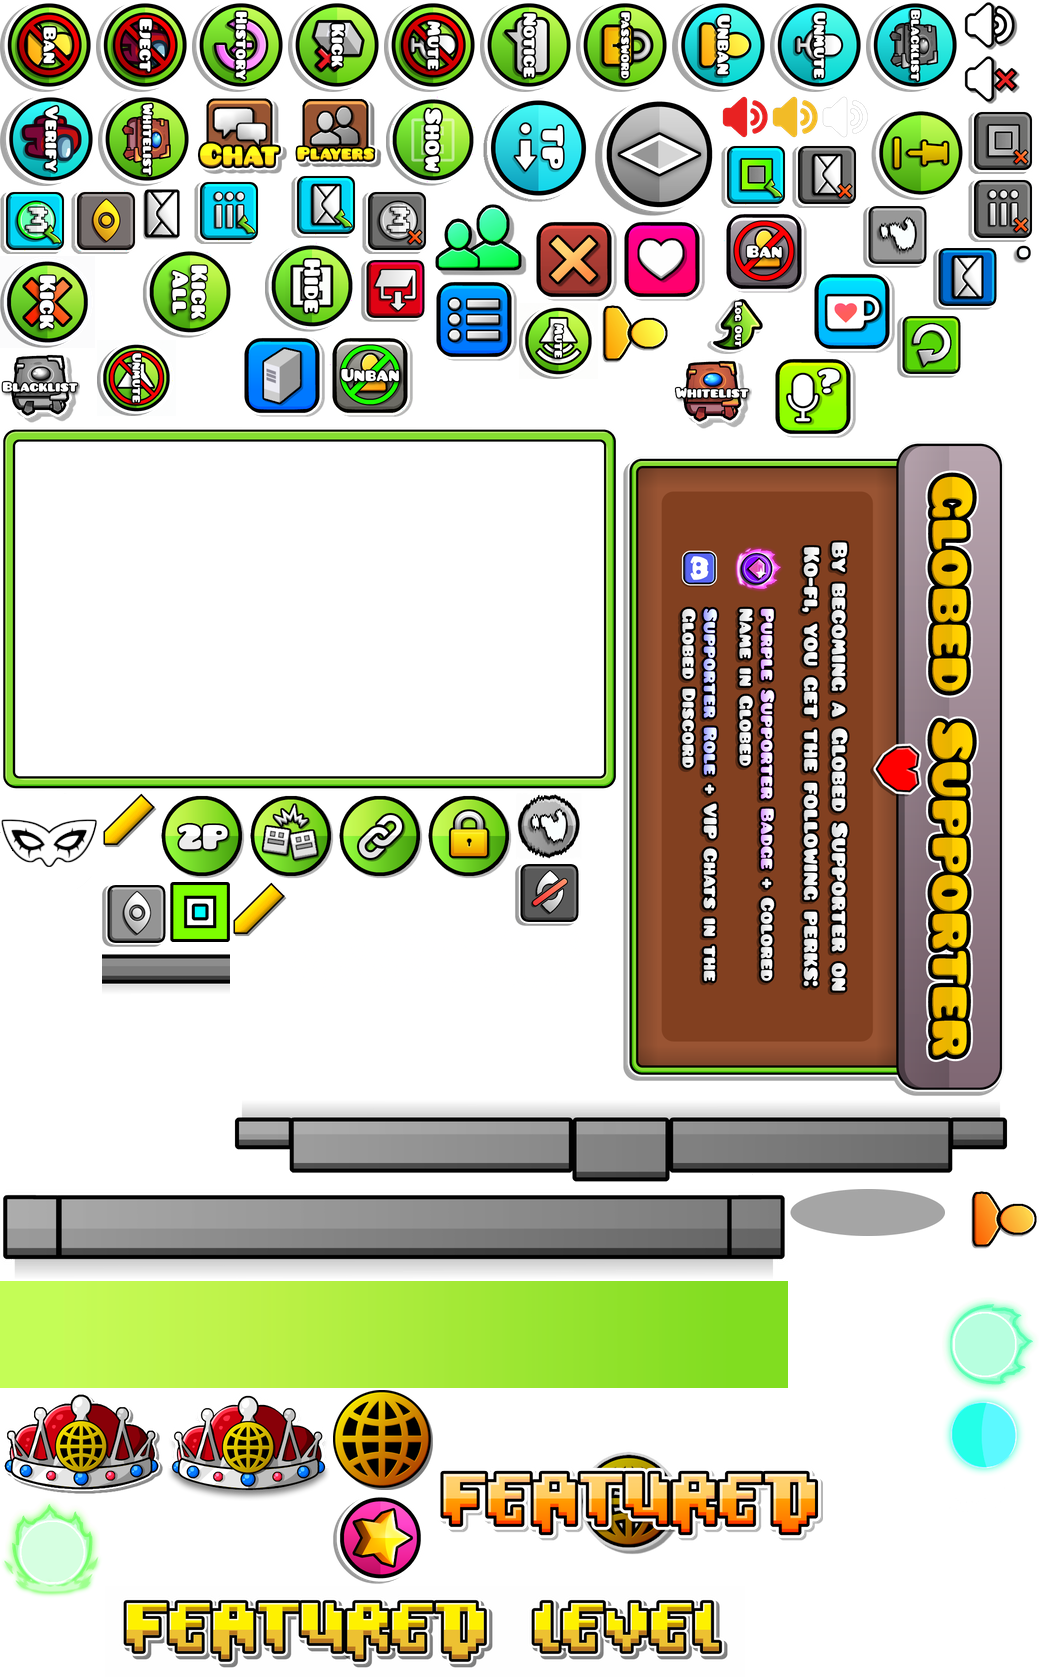 BAN
EJECT
HISTORY
KICK
MUTE
NOTICE
PASSWORD
UNBAN
UNMUTE
BLACKLIST
VERIFY
WHITELIST
CHAT
PLAYERS
SHOW
TP
M
M
BAN
KICK
KICK
ALL
HIDE
MUTE
LOG OUT
BLACKLIST
UNMUTE
UNBAN
WHITELIST
?
GLOBED SUPPORTER
BY BECOMING A GLOBED SUPPORTER ON
KO-FI, YOU GET THE FOLLOWING PERKS:
PURPLE SUPPORTER BADGE + COLORED
NAME IN GLOBED
SUPPORTER ROLE + VIP CHATS IN THE
GLOBED DISCORD
2P
FEATURED
FEATURED LEVEL